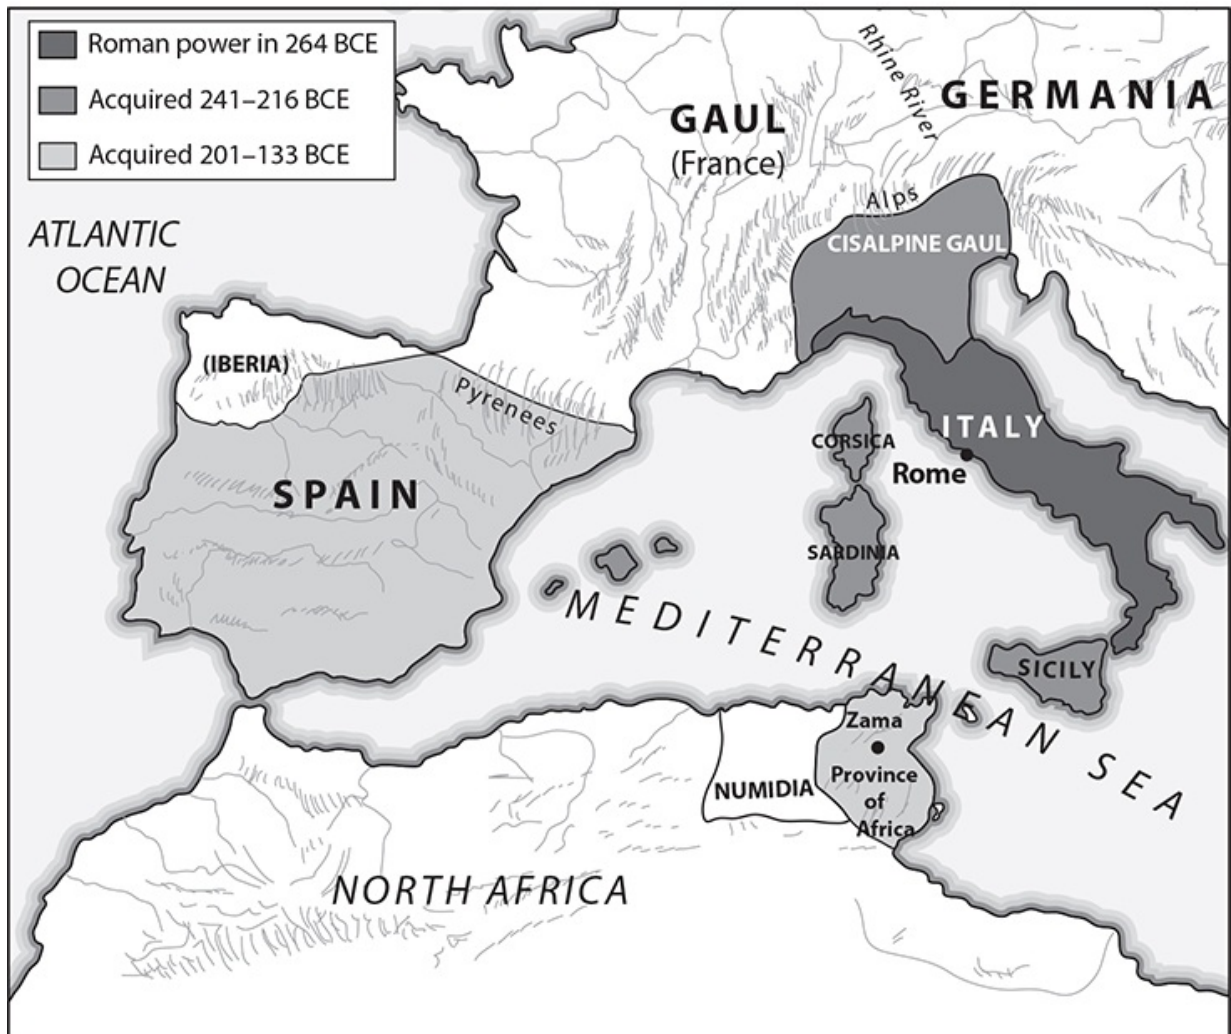 Roman power in 264 BCE
Acquired 241–216 BCE
Acquired 201–133 BCE
Rhine River
GERMANIA
GAUL
(France)
ATLANTIC
OCEAN
Alps
CISALPINE GAUL
(IBERIA)
Pyrenees
ITALY
CORSICA
Rome
SPAIN
SARDINIA
MEDITERRANEAN SEA
SICILY
Zama
Province
of
Africa
NUMIDIA
NORTH AFRICA